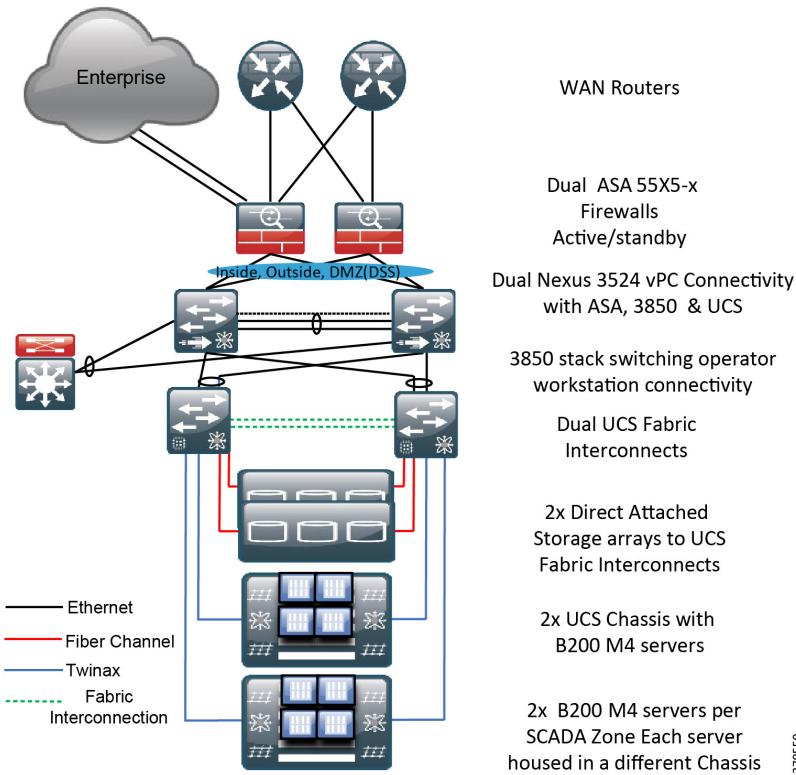 Enterprise
WAN Routers
Dual ASA 55X5-x
Firewalls
Active/standby
Inside, Outside, DMZ(DSS)
Dual Nexus 3524 vPC Connectivity
with ASA, 3850 & UCS
3850 stack switching operator
workstation connectivity
Dual UCS Fabric
Interconnects
2x Direct Attached
Storage arrays to UCS
Fabric Interconnects
Ethernet
Fiber Channel
Twinax
Fabric
Interconnection
2x UCS Chassis with
B200 M4 servers
2x B200 M4 servers per
SCADA Zone Each server
housed in a different Chassis